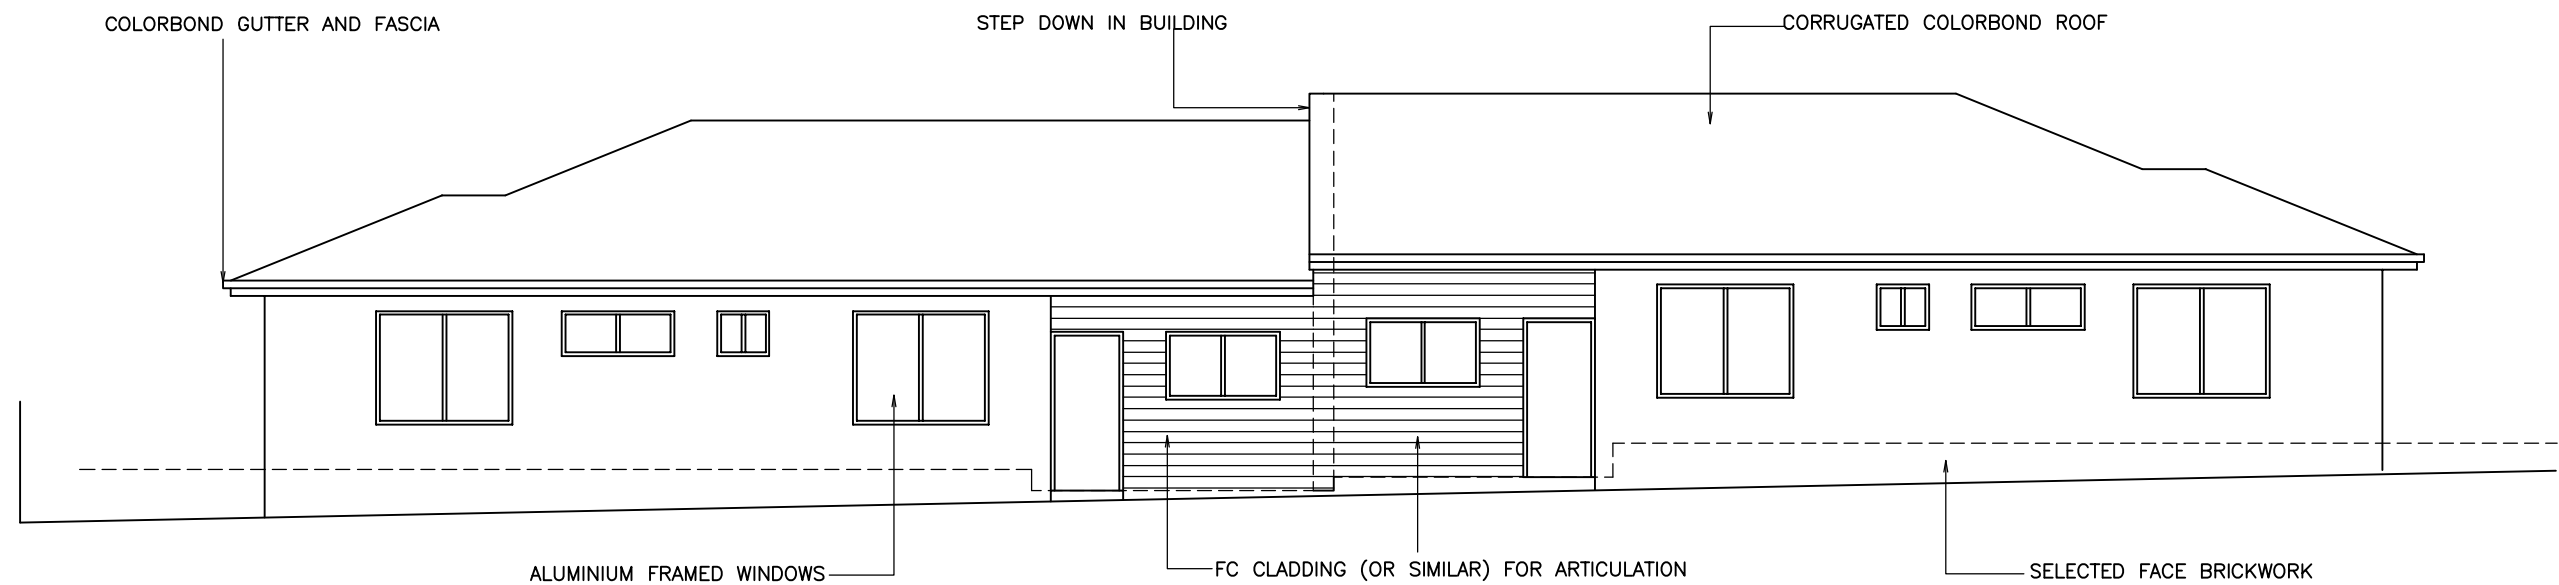 COLORBOND GUTTER AND FASCIA
STEP DOWN IN BUILDING
CORRUGATED COLORBOND ROOF
ALUMINIUM FRAMED WINDOWS
FC CLADDING (OR SIMILAR) FOR ARTICULATION
SELECTED FACE BRICKWORK